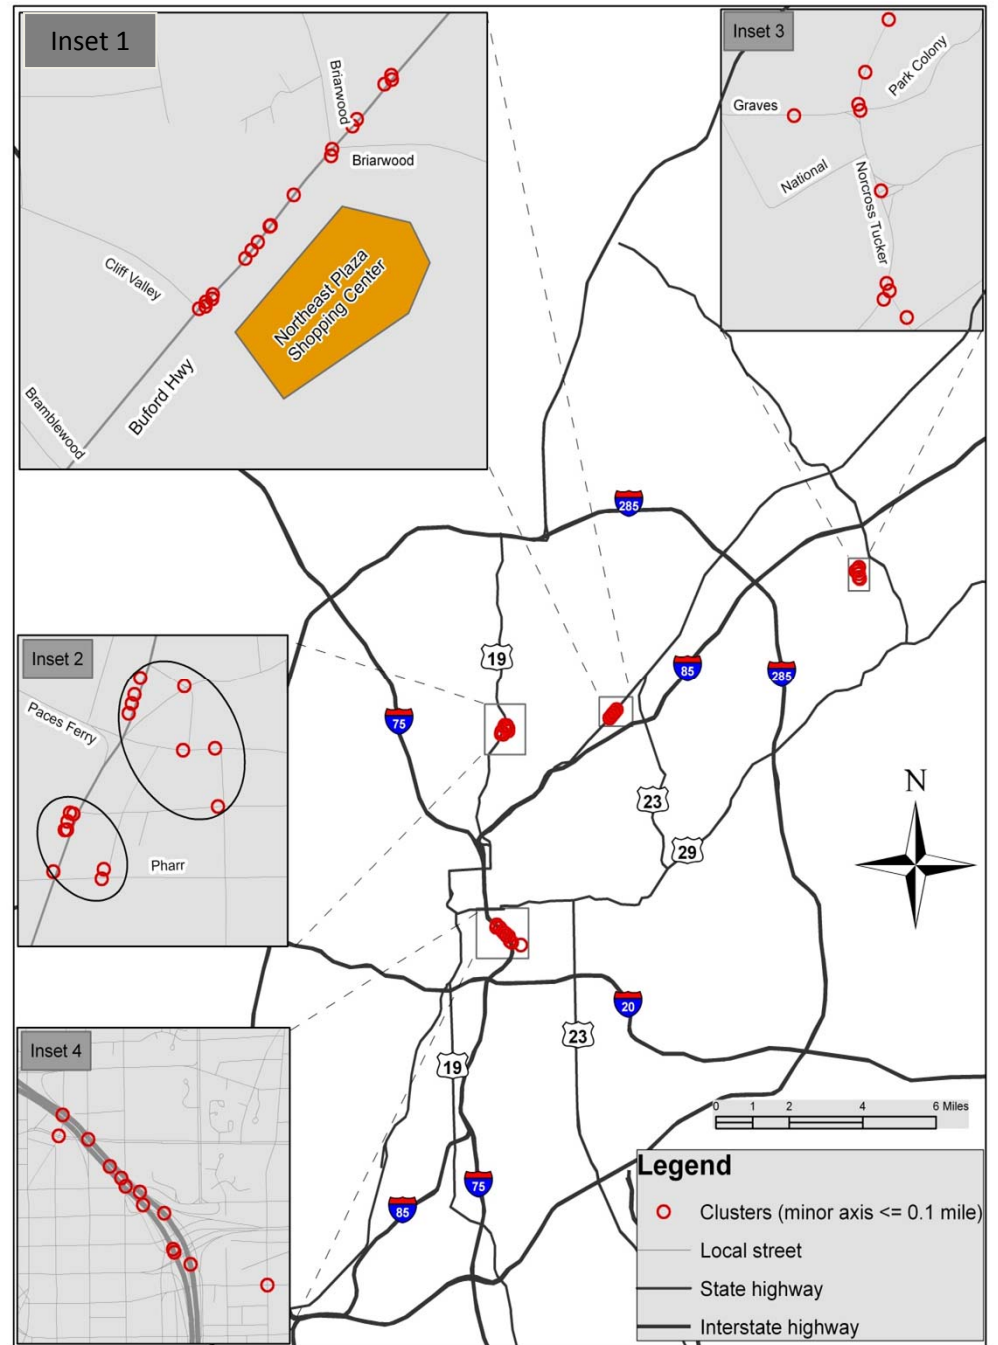 Inset 1
Briarwood
Briarwood
Cliff Valley
Northeast Plaza
Shopping Center
Buford Hwy
Bramblewood
Inset 3
Park Colony
Graves
National
Norcross Tucker
285
19
85
285
75
23
29
N
Inset 2
Paces Ferry
Pharr
20
23
19
75
85
Inset 4
0 1 2 4 6 Miles
Legend
Clusters (minor axis <= 0.1 mile)
Local street
State highway
Interstate highway